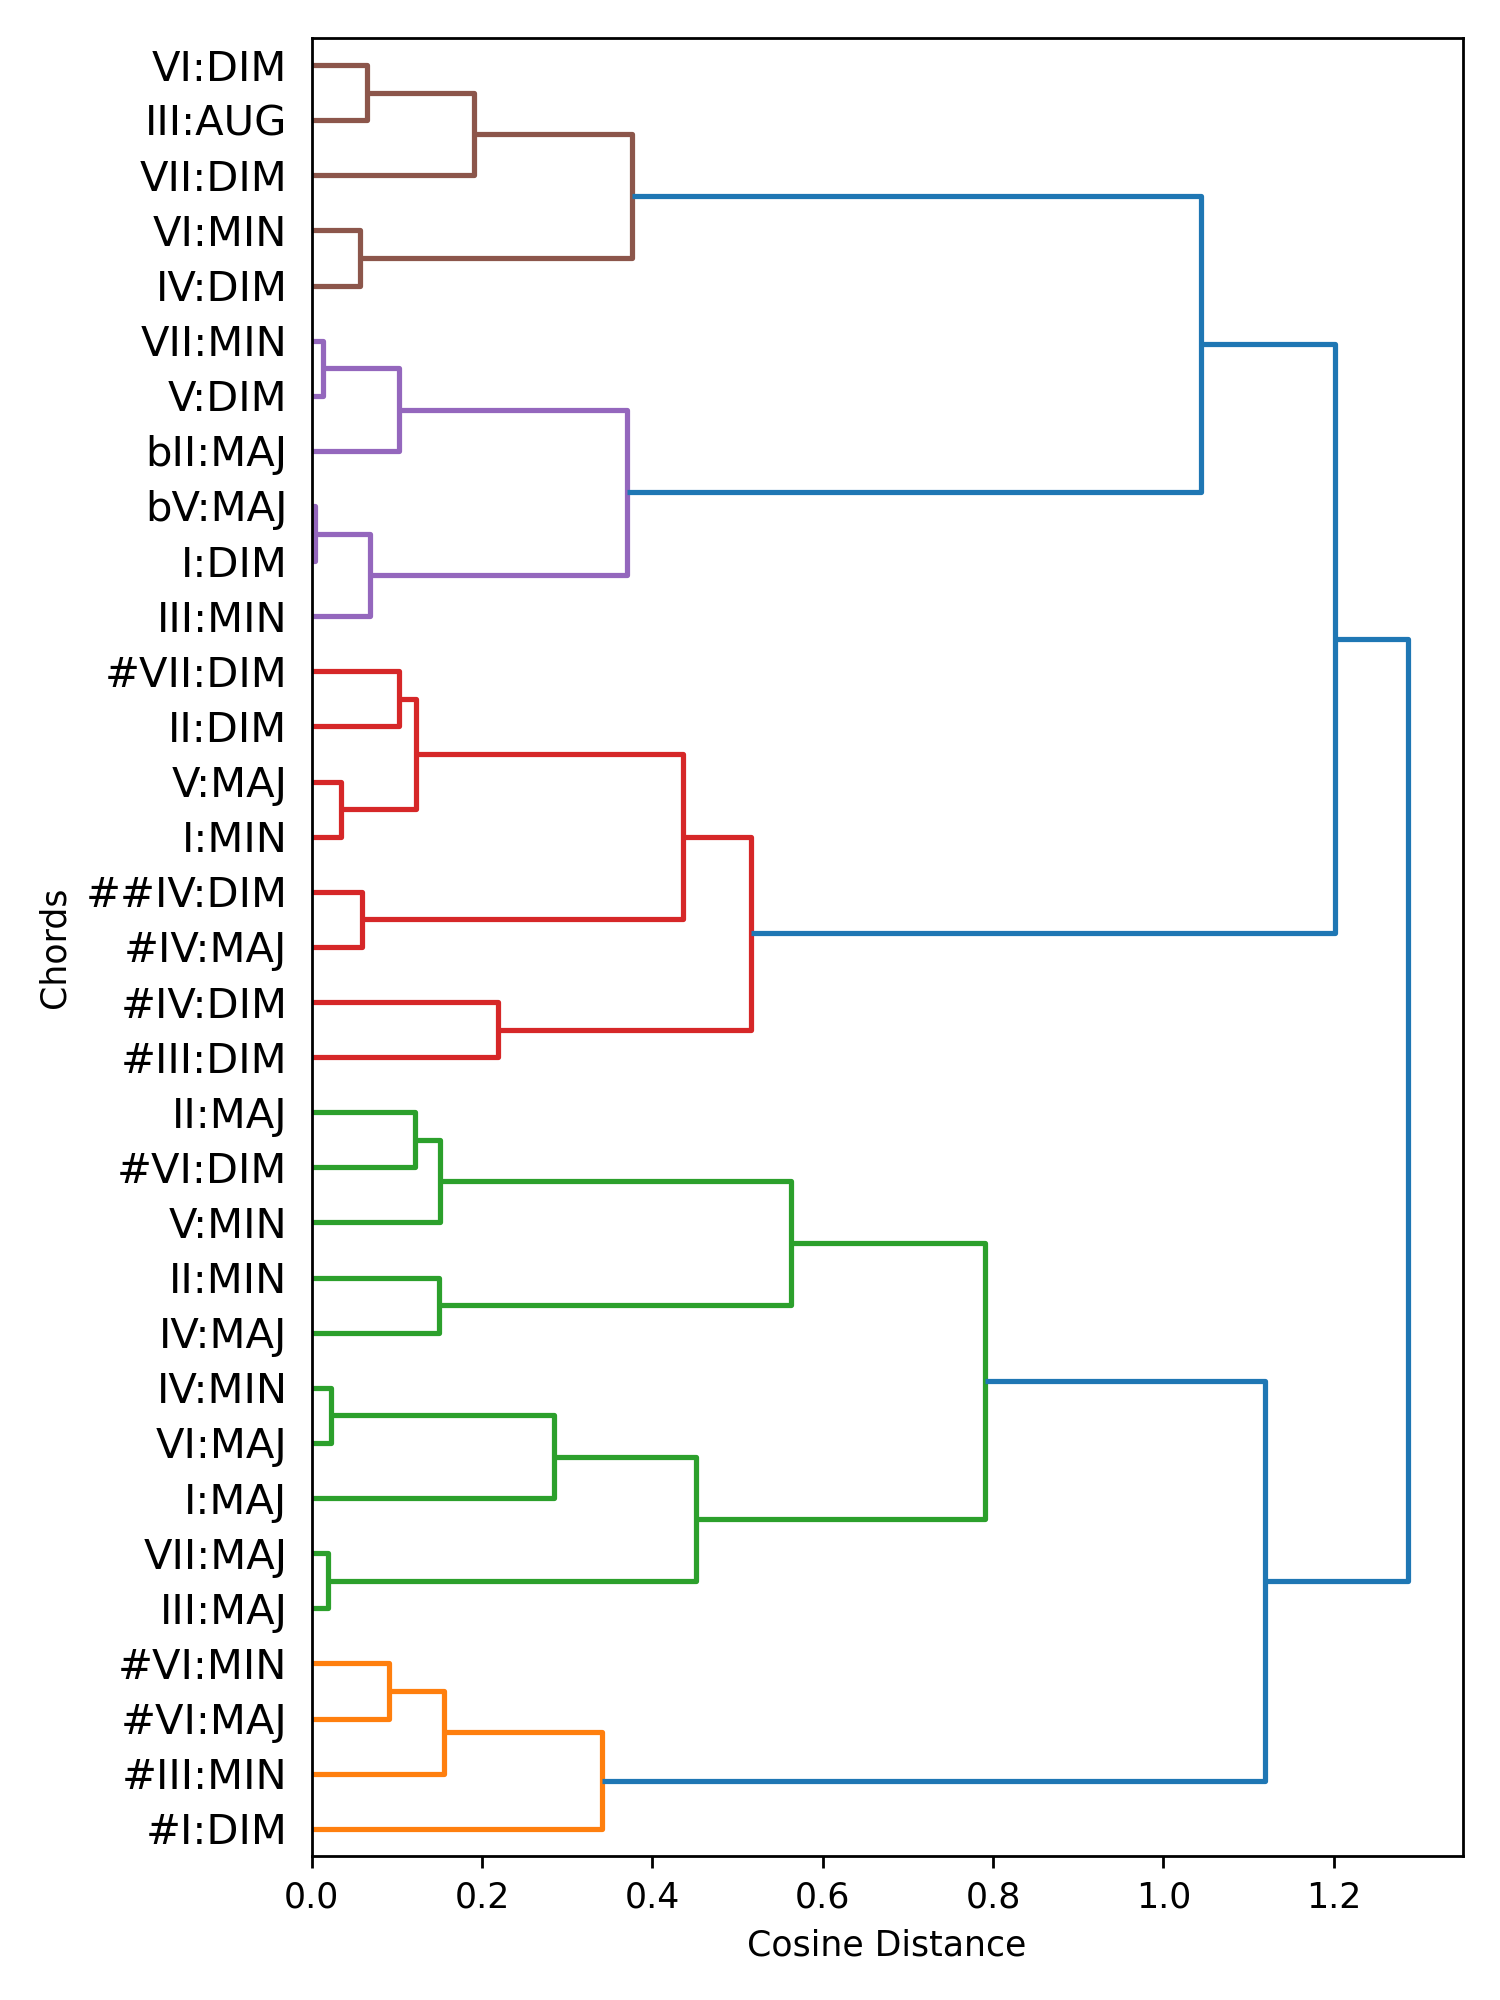 VI:DIM
III:AUG
VII:DIM
VI:MIN
IV:DIM
VII:MIN
V:DIM
bII:MAJ
bV:MAJ
I:DIM
III:MIN
#VII:DIM
II:DIM
V:MAJ
I:MIN
##IV:DIM
#IV:MAJ
#IV:DIM
#III:DIM
II:MAJ
#VI:DIM
V:MIN
II:MIN
IV:MAJ
IV:MIN
VI:MAJ
I:MAJ
VII:MAJ
III:MAJ
#VI:MIN
#VI:MAJ
#III:MIN
#I:DIM
Chords
0.0 0.2 0.4 0.6 0.8 1.0 1.2
Cosine Distance